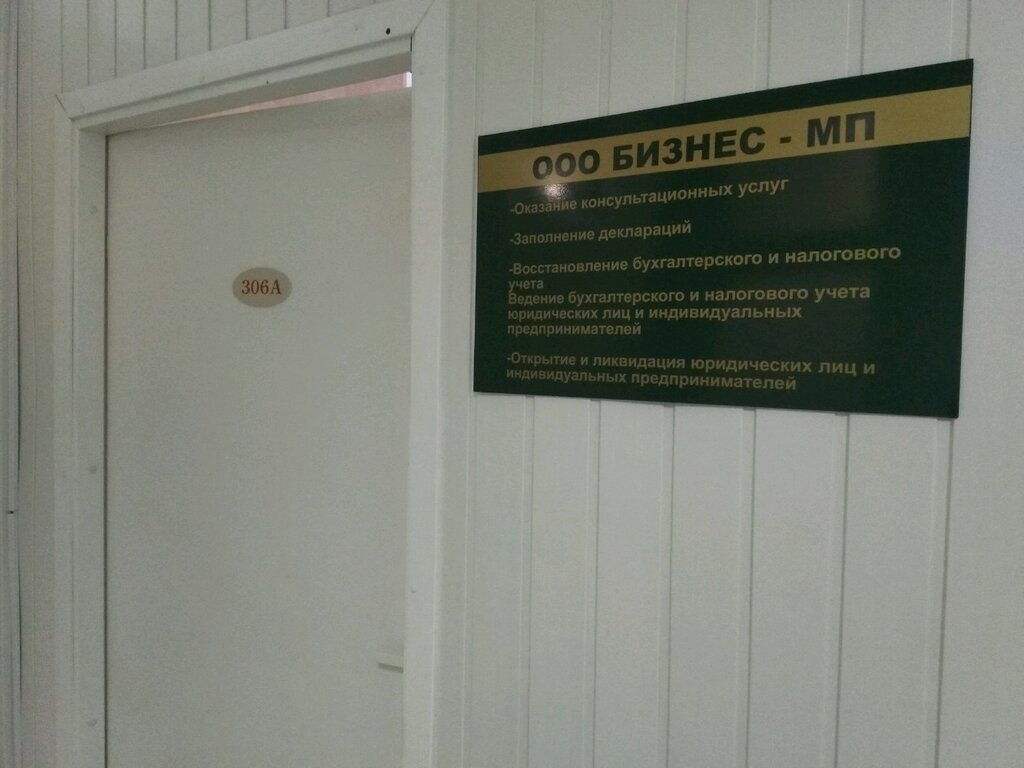 306А
ООО БИЗНЕС - МП
-Оказание консультационных услуг
-Заполнение деклараций
-Восстановление бухгалтерского и налогового
учета
Ведение бухгалтерского и налогового учета
юридических лиц и индивидуальных
предпринимателей
-Открытие и ликвидация юридических лиц и
индивидуальных предпринимателей